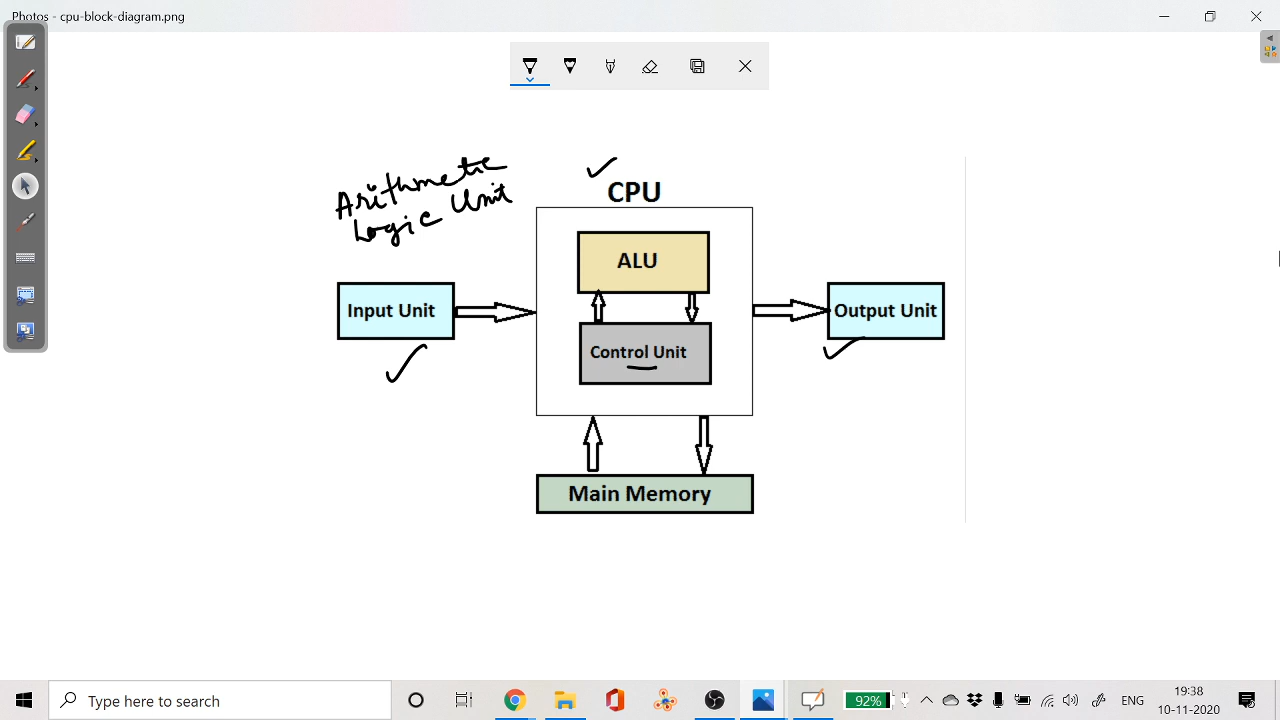 Photos - cpu-block-diagram.png
Arithmetic
Logic Unit
CPU
ALU
Input Unit
Output Unit
Control Unit
Main Memory
Type here to search
92%
ENG
19:38
10-11-2020